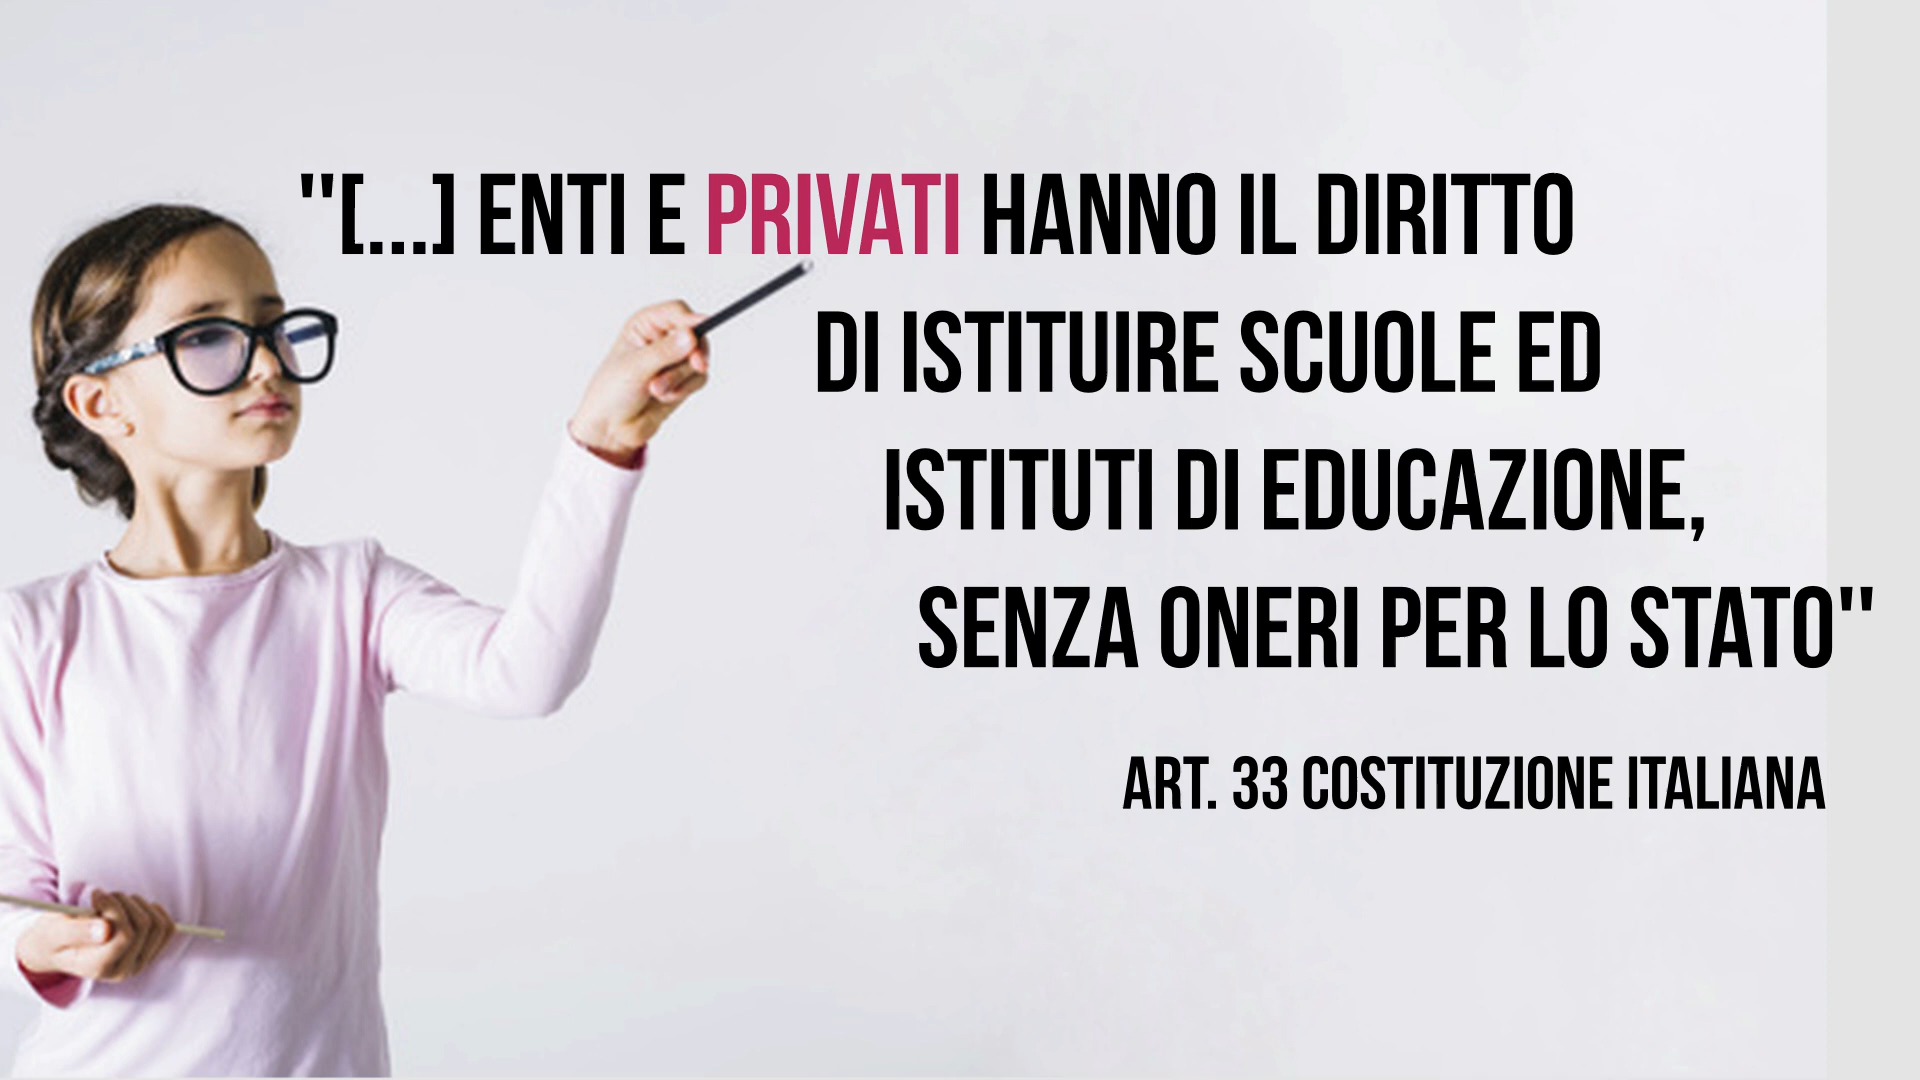 "[...] ENTI E PRIVATI HANNO IL DIRITTO
DI ISTITUIRE SCUOLE ED
ISTITUTI DI EDUCAZIONE,
SENZA ONERI PER LO STATO"
ART. 33 COSTITUZIONE ITALIANA